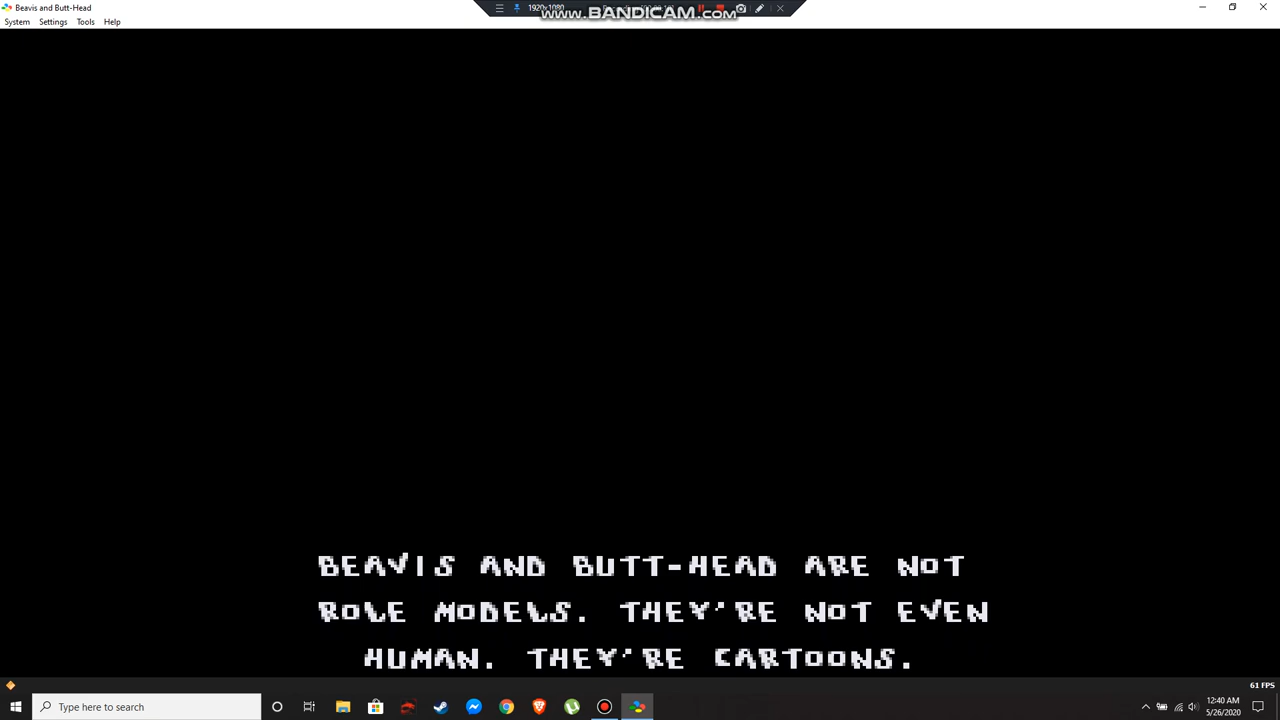 Beavis and Butt-Head
1920x1080
www.BANDICAM.com
System Settings Tools Help
BEAVIS AND BUTT-HEAD ARE NOT
ROLE MODELS. THEY'RE NOT EVEN
HUMAN. THEY'RE CARTOONS.
61 FPS
Type here to search
12:40 AM
5/26/2020